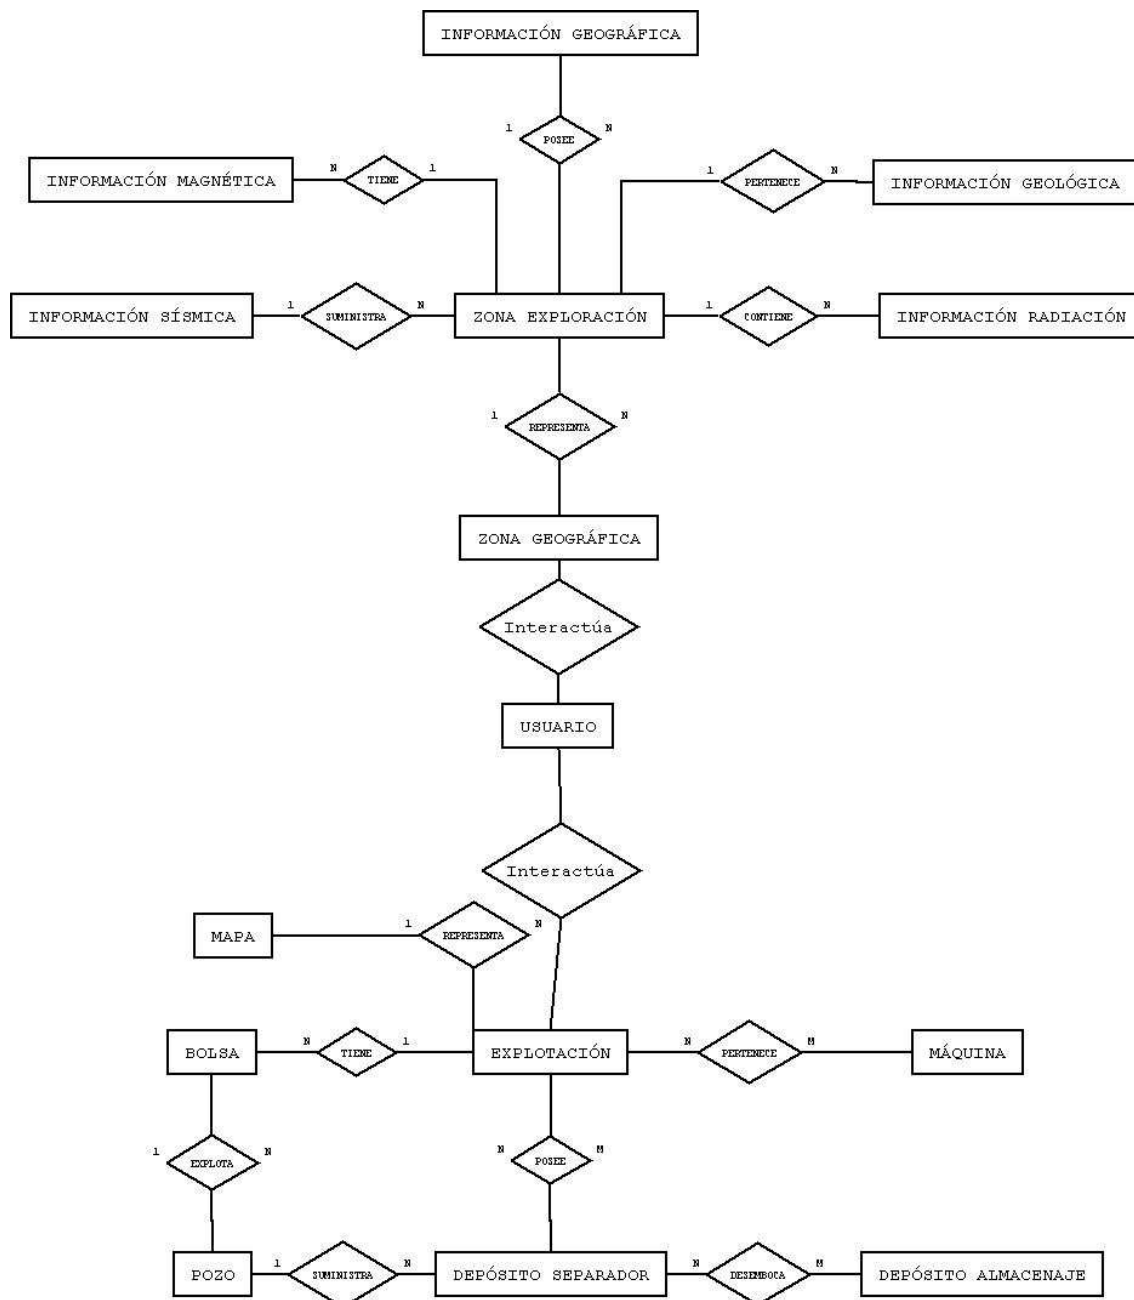 INFORMACIÓN GEOGRÁFICA
1 POSEE N
INFORMACIÓN MAGNÉTICA N TIENE 1
1 PERTENECE N INFORMACIÓN GEOLÓGICA
INFORMACIÓN SÍSMICA 1 SUMINISTRA N ZONA EXPLORACIÓN 1 CONTIENE N INFORMACIÓN RADIACIÓN
1 REPRESENTA N
ZONA GEOGRÁFICA
Interactúa
USUARIO
Interactúa
MAPA 1 REPRESENTA N
BOLSA N TIENE 1 EXPLOTACIÓN N PERTENECE M MÁQUINA
1 EXPLOTA N
N POSEE M
POZO 1 SUMINISTRA N DEPÓSITO SEPARADOR N DESEMBOCA M DEPÓSITO ALMACENAJE